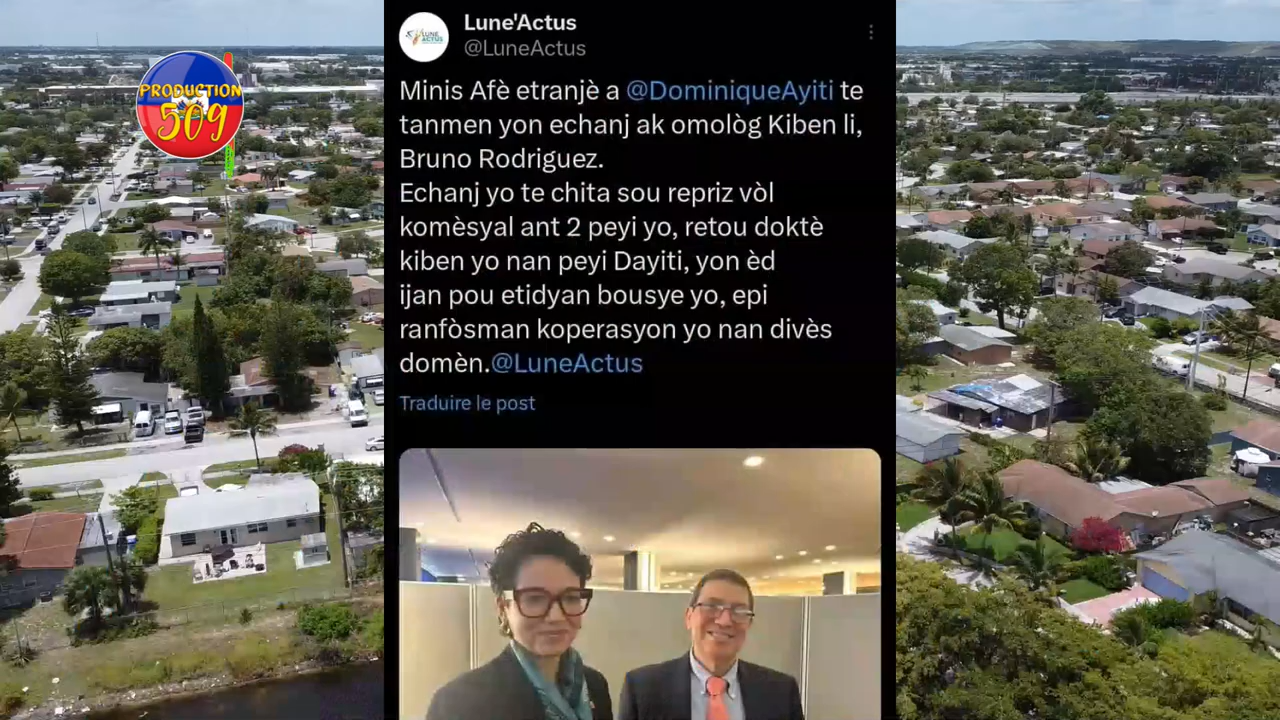 PRODUCTION
509
LUNE
ACTUS
Lune'Actus
@LuneActus
Minis Afè etranjè a @DominiqueAyiti te
tanmen yon echanj ak omològ Kiben li,
Bruno Rodriguez.
Echanj yo te chita sou repriz vòl
komèsyal ant 2 peyi yo, retou doktè
kiben yo nan peyi Dayiti, yon èd
ijan pou etidyan bousye yo, epi
ranfòsman koperasyon yo nan divès
domèn.@LuneActus
Traduire le post